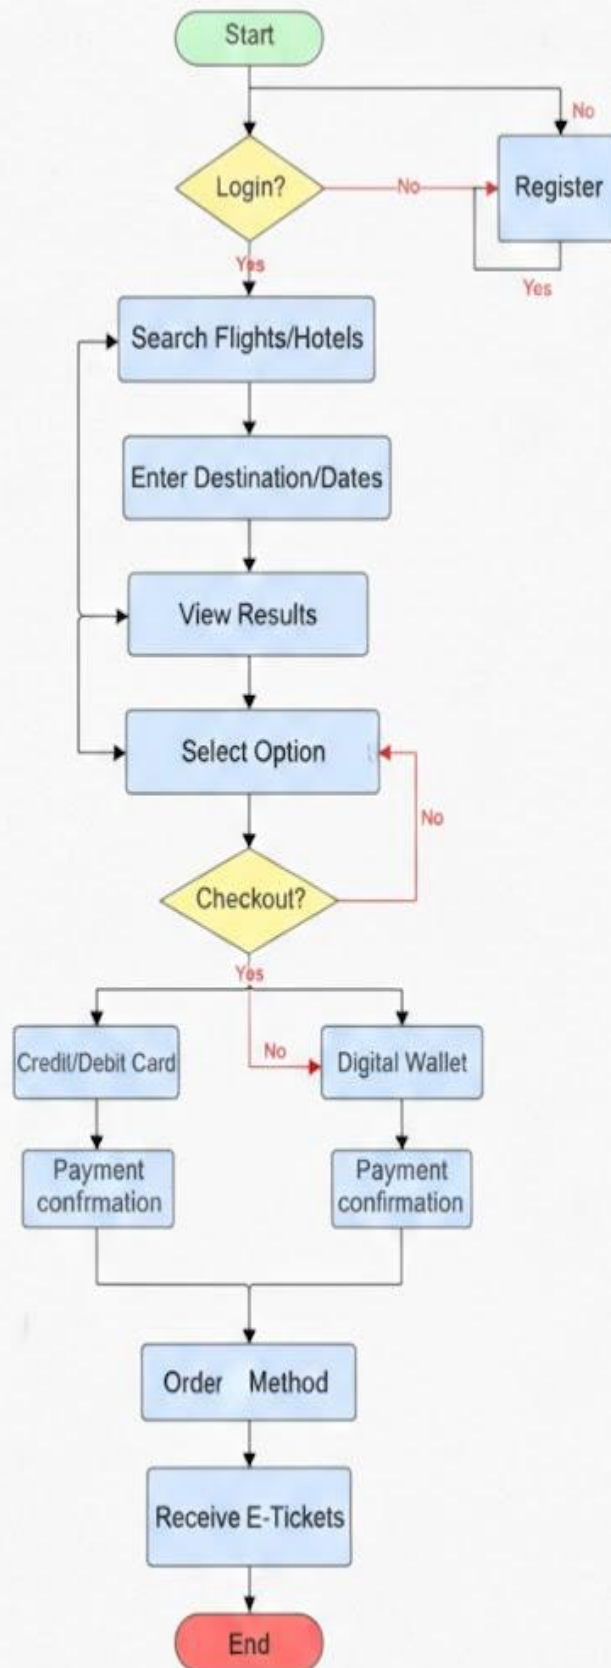 Start
No
Login?
No
Register
Yes
Yes
Search Flights/Hotels
Enter Destination/Dates
View Results
Select Option
No
Checkout?
Yes
No
Credit/Debit Card
Digital Wallet
Payment
confrmation
Payment
confirmation
Order Method
Receive E-Tickets
End